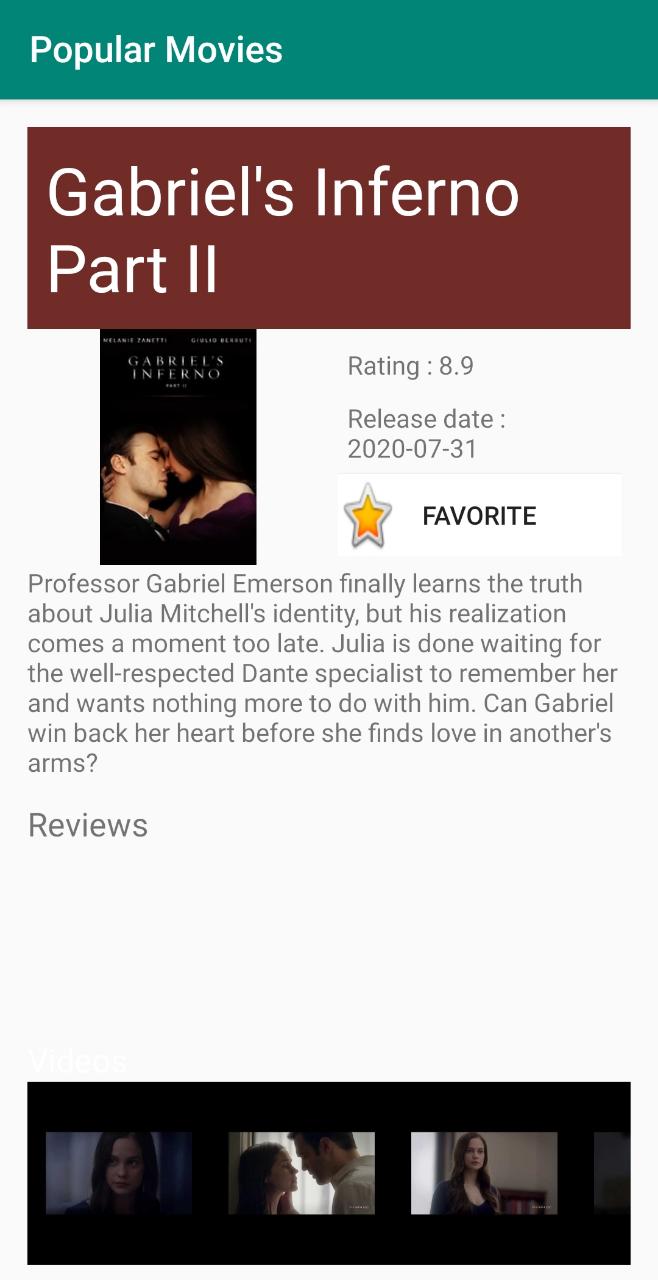 Popular Movies
Gabriel's Inferno
Part II
MELANIE ZANETTI GIULIO BERRUTI
GABRIEL'S
INFERNO
PART II
Rating : 8.9
Release date :
2020-07-31
FAVORITE
Professor Gabriel Emerson finally learns the truth
about Julia Mitchell's identity, but his realization
comes a moment too late. Julia is done waiting for
the well-respected Dante specialist to remember her
and wants nothing more to do with him. Can Gabriel
win back her heart before she finds love in another's
arms?
Reviews
Videos